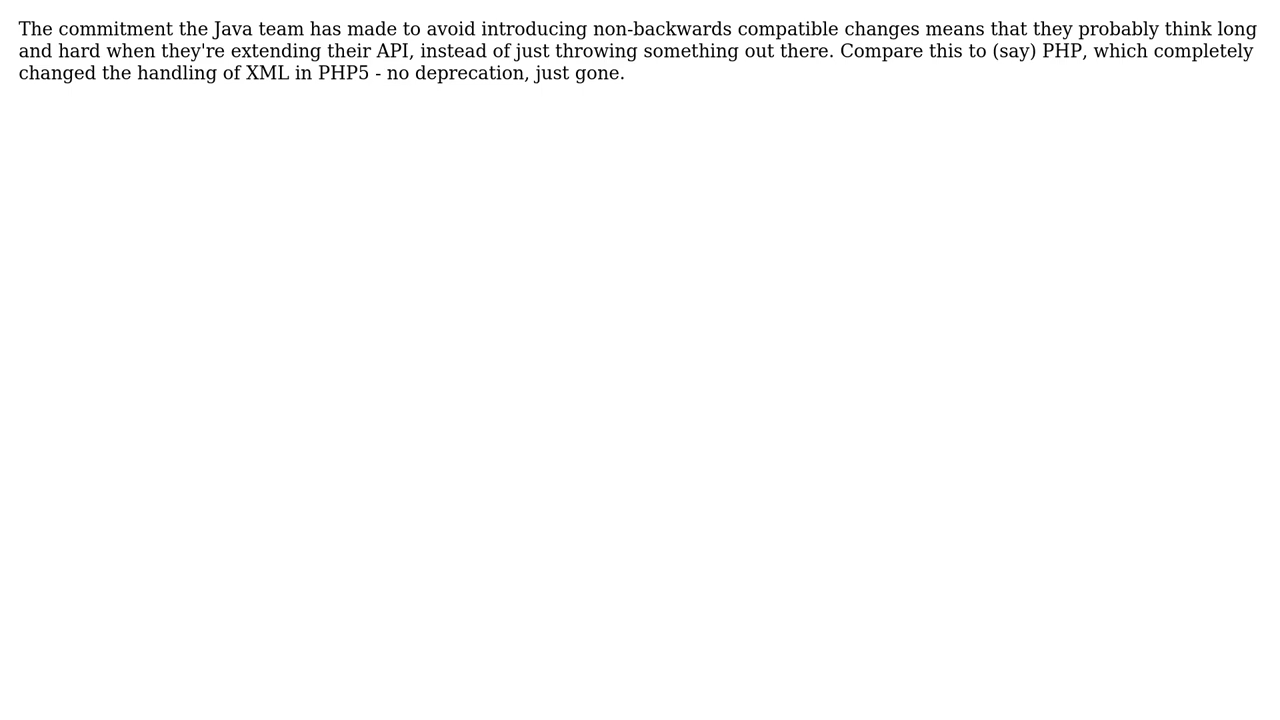 The commitment the Java team has made to avoid introducing non-backwards compatible changes means that they probably think long
and hard when they're extending their API, instead of just throwing something out there. Compare this to (say) PHP, which completely
changed the handling of XML in PHP5 - no deprecation, just gone.